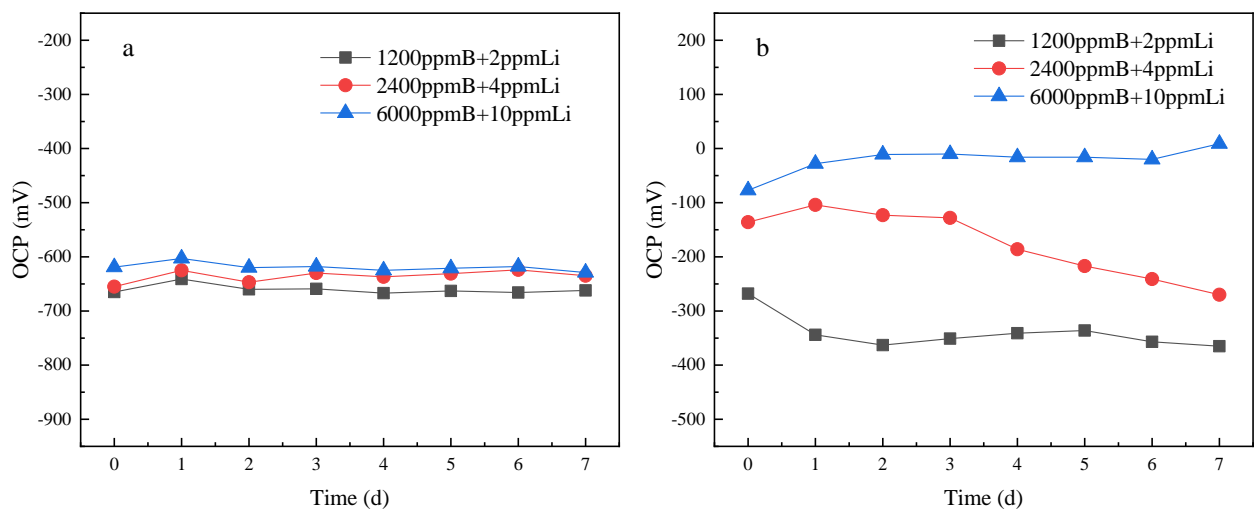 a
1200ppmB+2ppmLi
2400ppmB+4ppmLi
6000ppmB+10ppmLi
-200
-300
-400
-500
-600
-700
-800
-900
OCP (mV)
0 1 2 3 4 5 6 7
Time (d)
b
1200ppmB+2ppmLi
2400ppmB+4ppmLi
6000ppmB+10ppmLi
200
100
0
-100
-200
-300
-400
-500
OCP (mV)
0 1 2 3 4 5 6 7
Time (d)